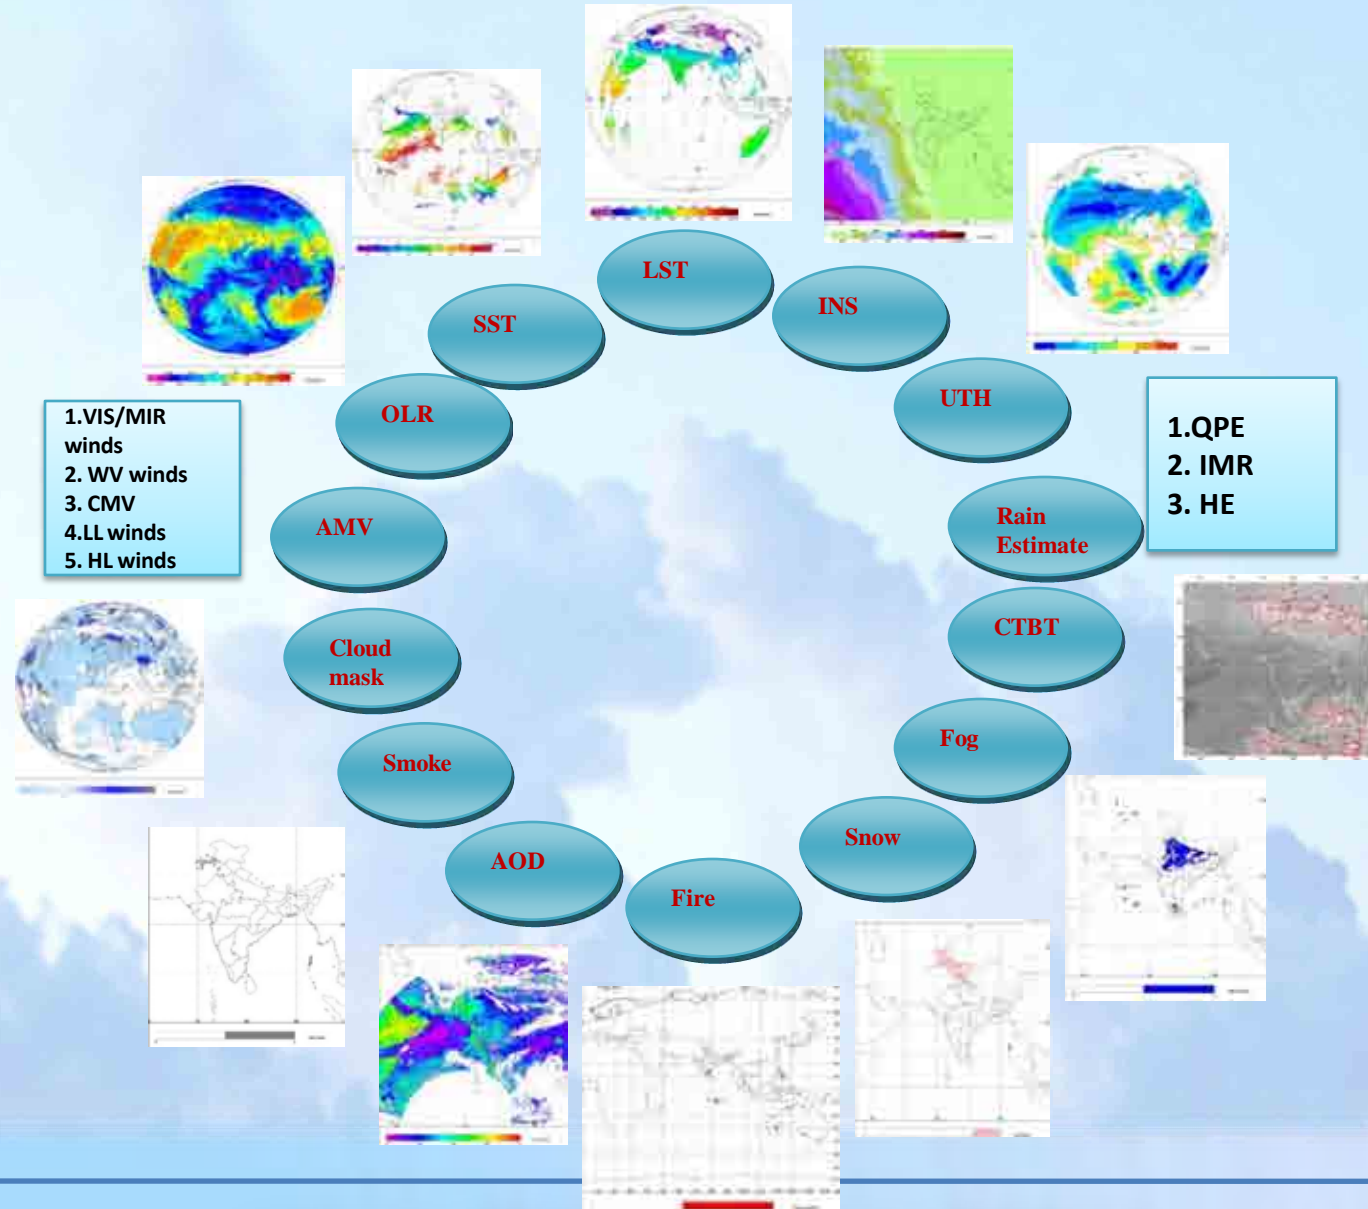 LST
SST
INS
OLR
UTH
1.VIS/MIR
winds
2. WV winds
3. CMV
4.LL winds
5. HL winds
1.QPE
2. IMR
3. HE
AMV
Rain
Estimate
Cloud
mask
CTBT
Smoke
Fog
AOD
Snow
Fire